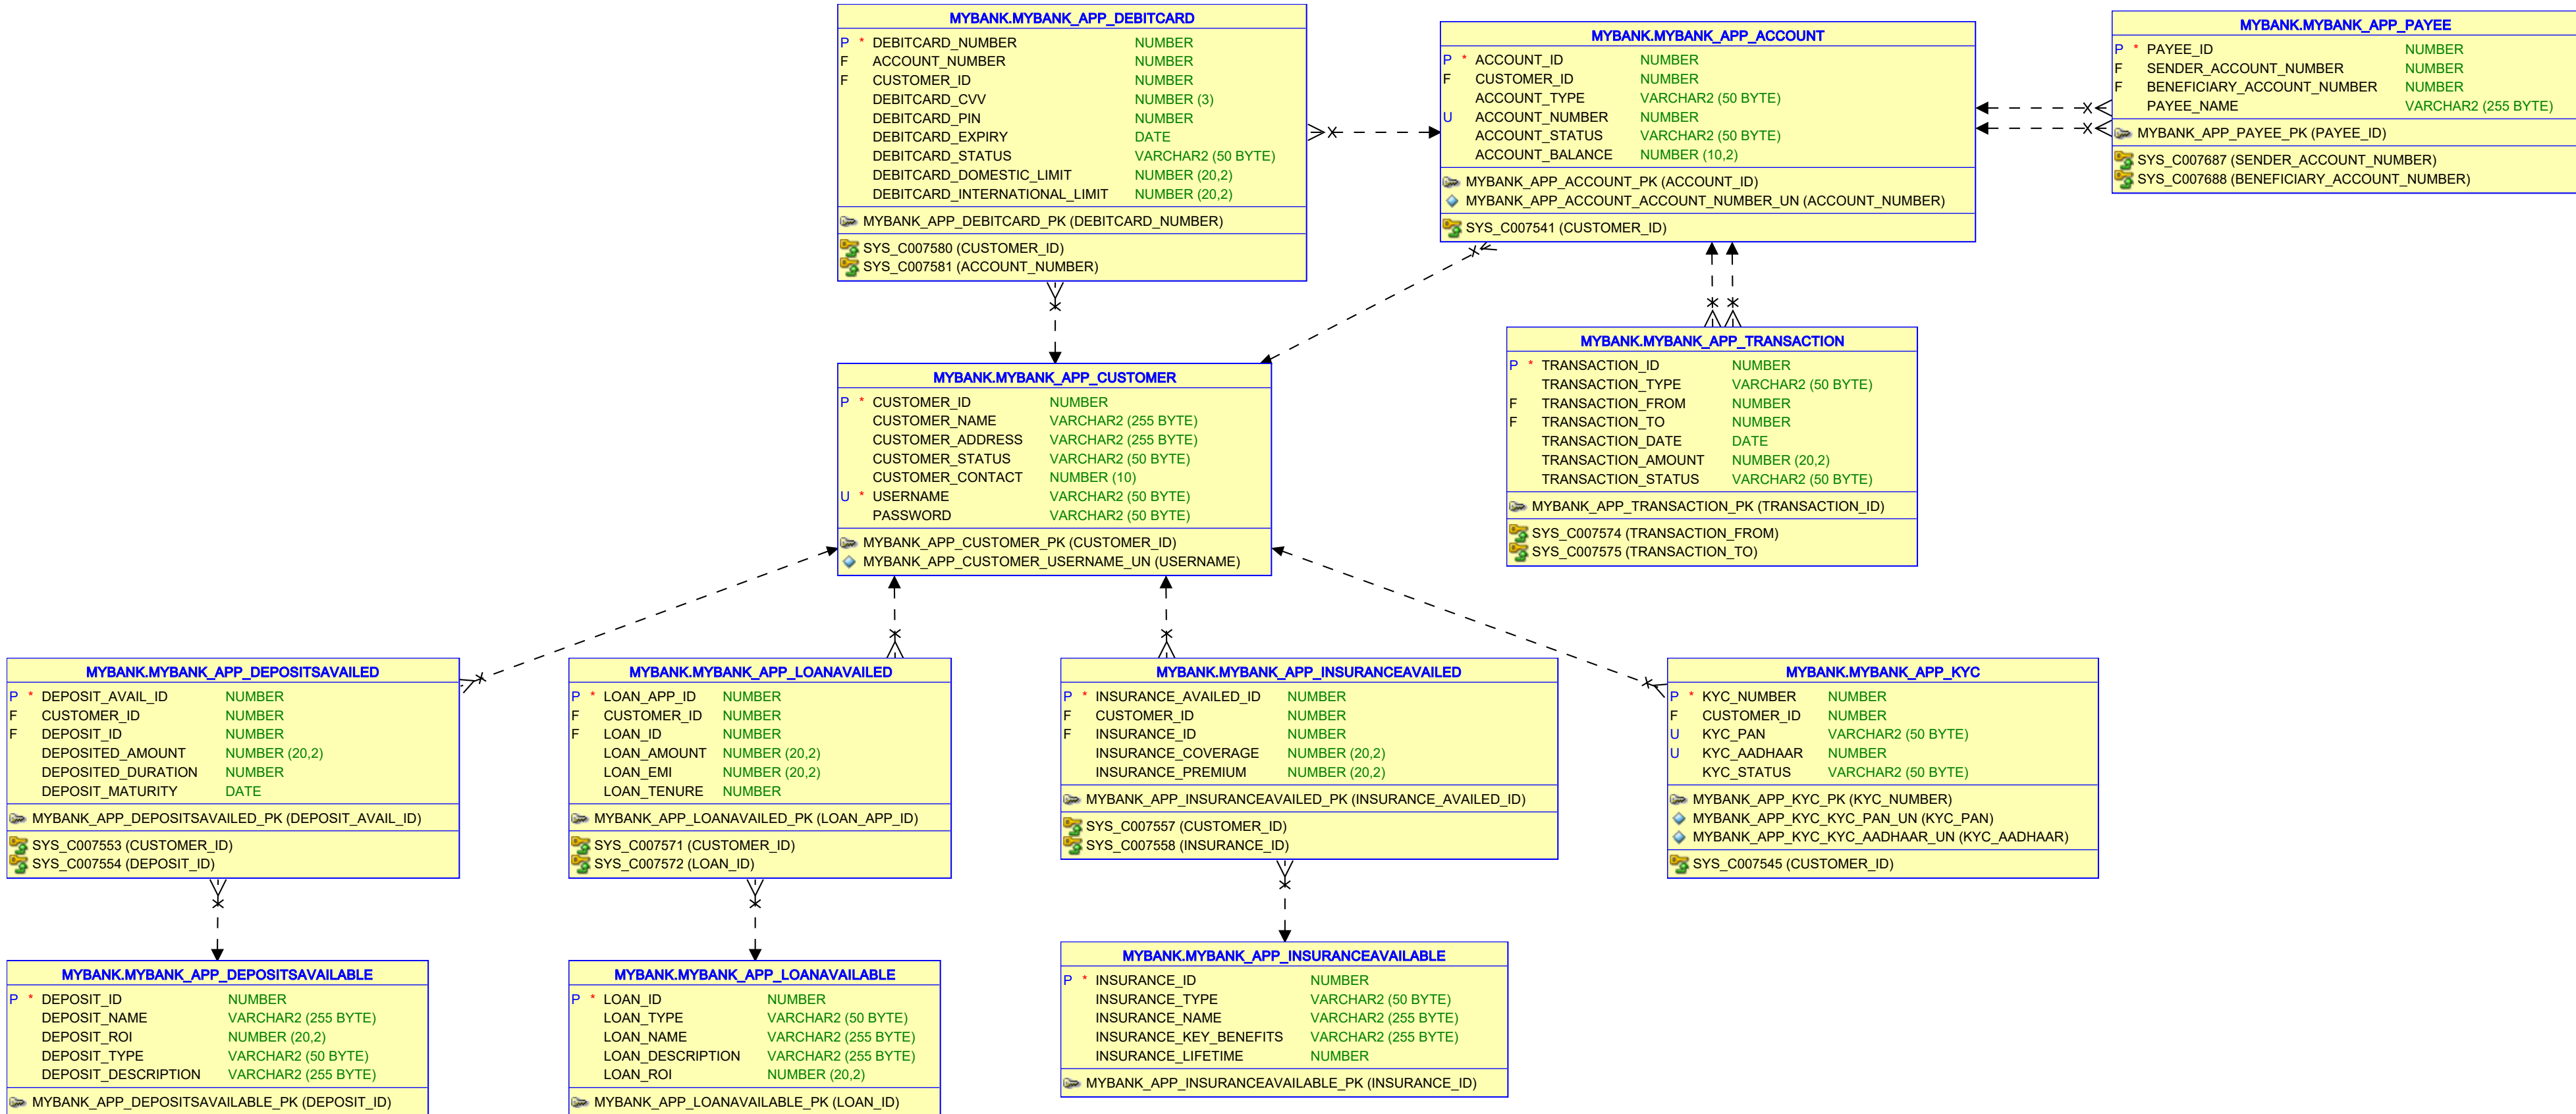 MYBANK.MYBANK_APP_DEBITCARD
P * DEBITCARD_NUMBER NUMBER
F ACCOUNT_NUMBER NUMBER
F CUSTOMER_ID NUMBER
DEBITCARD_CVV NUMBER (3)
DEBITCARD_PIN NUMBER
DEBITCARD_EXPIRY DATE
DEBITCARD_STATUS VARCHAR2 (50 BYTE)
DEBITCARD_DOMESTIC_LIMIT NUMBER (20,2)
DEBITCARD_INTERNATIONAL_LIMIT NUMBER (20,2)
MYBANK_APP_DEBITCARD_PK (DEBITCARD_NUMBER)
SYS_C007580 (CUSTOMER_ID)
SYS_C007581 (ACCOUNT_NUMBER)
MYBANK.MYBANK_APP_ACCOUNT
P * ACCOUNT_ID NUMBER
F CUSTOMER_ID NUMBER
ACCOUNT_TYPE VARCHAR2 (50 BYTE)
U ACCOUNT_NUMBER NUMBER
ACCOUNT_STATUS VARCHAR2 (50 BYTE)
ACCOUNT_BALANCE NUMBER (10,2)
MYBANK_APP_ACCOUNT_PK (ACCOUNT_ID)
MYBANK_APP_ACCOUNT_ACCOUNT_NUMBER_UN (ACCOUNT_NUMBER)
SYS_C007541 (CUSTOMER_ID)
MYBANK.MYBANK_APP_PAYEE
P * PAYEE_ID NUMBER
F SENDER_ACCOUNT_NUMBER NUMBER
F BENEFICIARY_ACCOUNT_NUMBER NUMBER
PAYEE_NAME VARCHAR2 (255 BYTE)
MYBANK_APP_PAYEE_PK (PAYEE_ID)
SYS_C007687 (SENDER_ACCOUNT_NUMBER)
SYS_C007688 (BENEFICIARY_ACCOUNT_NUMBER)
MYBANK.MYBANK_APP_CUSTOMER
P * CUSTOMER_ID NUMBER
CUSTOMER_NAME VARCHAR2 (255 BYTE)
CUSTOMER_ADDRESS VARCHAR2 (255 BYTE)
CUSTOMER_STATUS VARCHAR2 (50 BYTE)
CUSTOMER_CONTACT NUMBER (10)
U * USERNAME VARCHAR2 (50 BYTE)
PASSWORD VARCHAR2 (50 BYTE)
MYBANK_APP_CUSTOMER_PK (CUSTOMER_ID)
MYBANK_APP_CUSTOMER_USERNAME_UN (USERNAME)
MYBANK.MYBANK_APP_TRANSACTION
P * TRANSACTION_ID NUMBER
TRANSACTION_TYPE VARCHAR2 (50 BYTE)
F TRANSACTION_FROM NUMBER
F TRANSACTION_TO NUMBER
TRANSACTION_DATE DATE
TRANSACTION_AMOUNT NUMBER (20,2)
TRANSACTION_STATUS VARCHAR2 (50 BYTE)
MYBANK_APP_TRANSACTION_PK (TRANSACTION_ID)
SYS_C007574 (TRANSACTION_FROM)
SYS_C007575 (TRANSACTION_TO)
MYBANK.MYBANK_APP_DEPOSITSAVAILED
P * DEPOSIT_AVAIL_ID NUMBER
F CUSTOMER_ID NUMBER
F DEPOSIT_ID NUMBER
DEPOSITED_AMOUNT NUMBER (20,2)
DEPOSITED_DURATION NUMBER
DEPOSIT_MATURITY DATE
MYBANK_APP_DEPOSITSAVAILED_PK (DEPOSIT_AVAIL_ID)
SYS_C007553 (CUSTOMER_ID)
SYS_C007554 (DEPOSIT_ID)
MYBANK.MYBANK_APP_LOANAVAILED
P * LOAN_APP_ID NUMBER
F CUSTOMER_ID NUMBER
F LOAN_ID NUMBER
LOAN_AMOUNT NUMBER (20,2)
LOAN_EMI NUMBER (20,2)
LOAN_TENURE NUMBER
MYBANK_APP_LOANAVAILED_PK (LOAN_APP_ID)
SYS_C007571 (CUSTOMER_ID)
SYS_C007572 (LOAN_ID)
MYBANK.MYBANK_APP_INSURANCEAVAILED
P * INSURANCE_AVAILED_ID NUMBER
F CUSTOMER_ID NUMBER
F INSURANCE_ID NUMBER
INSURANCE_COVERAGE NUMBER (20,2)
INSURANCE_PREMIUM NUMBER (20,2)
MYBANK_APP_INSURANCEAVAILED_PK (INSURANCE_AVAILED_ID)
SYS_C007557 (CUSTOMER_ID)
SYS_C007558 (INSURANCE_ID)
MYBANK.MYBANK_APP_KYC
P * KYC_NUMBER NUMBER
F CUSTOMER_ID NUMBER
U KYC_PAN VARCHAR2 (50 BYTE)
U KYC_AADHAAR NUMBER
KYC_STATUS VARCHAR2 (50 BYTE)
MYBANK_APP_KYC_PK (KYC_NUMBER)
MYBANK_APP_KYC_KYC_PAN_UN (KYC_PAN)
MYBANK_APP_KYC_KYC_AADHAAR_UN (KYC_AADHAAR)
SYS_C007545 (CUSTOMER_ID)
MYBANK.MYBANK_APP_DEPOSITSAVAILABLE
P * DEPOSIT_ID NUMBER
DEPOSIT_NAME VARCHAR2 (255 BYTE)
DEPOSIT_ROI NUMBER (20,2)
DEPOSIT_TYPE VARCHAR2 (50 BYTE)
DEPOSIT_DESCRIPTION VARCHAR2 (255 BYTE)
MYBANK_APP_DEPOSITSAVAILABLE_PK (DEPOSIT_ID)
MYBANK.MYBANK_APP_LOANAVAILABLE
P * LOAN_ID NUMBER
LOAN_TYPE VARCHAR2 (50 BYTE)
LOAN_NAME VARCHAR2 (255 BYTE)
LOAN_DESCRIPTION VARCHAR2 (255 BYTE)
LOAN_ROI NUMBER (20,2)
MYBANK_APP_LOANAVAILABLE_PK (LOAN_ID)
MYBANK.MYBANK_APP_INSURANCEAVAILABLE
P * INSURANCE_ID NUMBER
INSURANCE_TYPE VARCHAR2 (50 BYTE)
INSURANCE_NAME VARCHAR2 (255 BYTE)
INSURANCE_KEY_BENEFITS VARCHAR2 (255 BYTE)
INSURANCE_LIFETIME NUMBER
MYBANK_APP_INSURANCEAVAILABLE_PK (INSURANCE_ID)